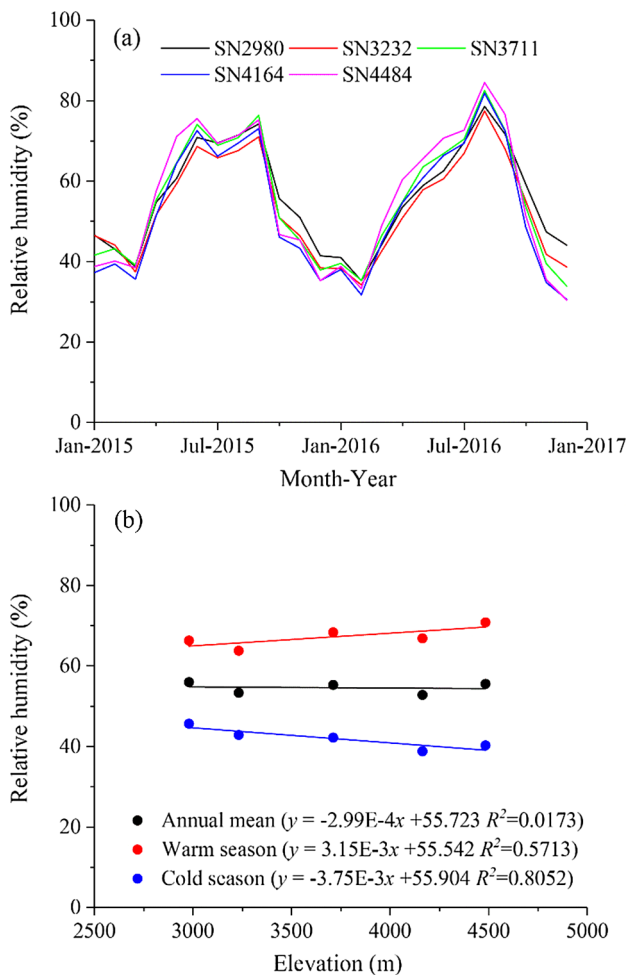 100
(a)
SN2980 SN3232 SN3711
SN4164 SN4484
80
60
40
20
0
Relative humidity (%)
Jan-2015 Jul-2015 Jan-2016 Jul-2016 Jan-2017
Month-Year
100
(b)
80
60
40
20
0
Relative humidity (%)
Annual mean (y = -2.99E-4x +55.723 R²=0.0173)
Warm season (y = 3.15E-3x +55.542 R²=0.5713)
Cold season (y = -3.75E-3x +55.904 R²=0.8052)
2500 3000 3500 4000 4500 5000
Elevation (m)